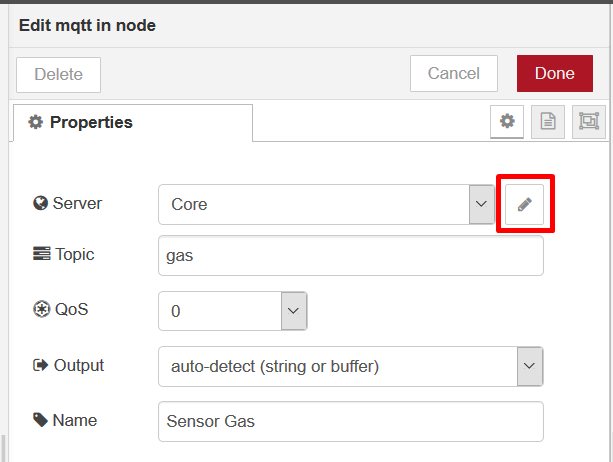 Edit mqtt in node
Delete
Cancel
Done
Properties
Server
Core
Topic
gas
QoS
0
Output
auto-detect (string or buffer)
Name
Sensor Gas